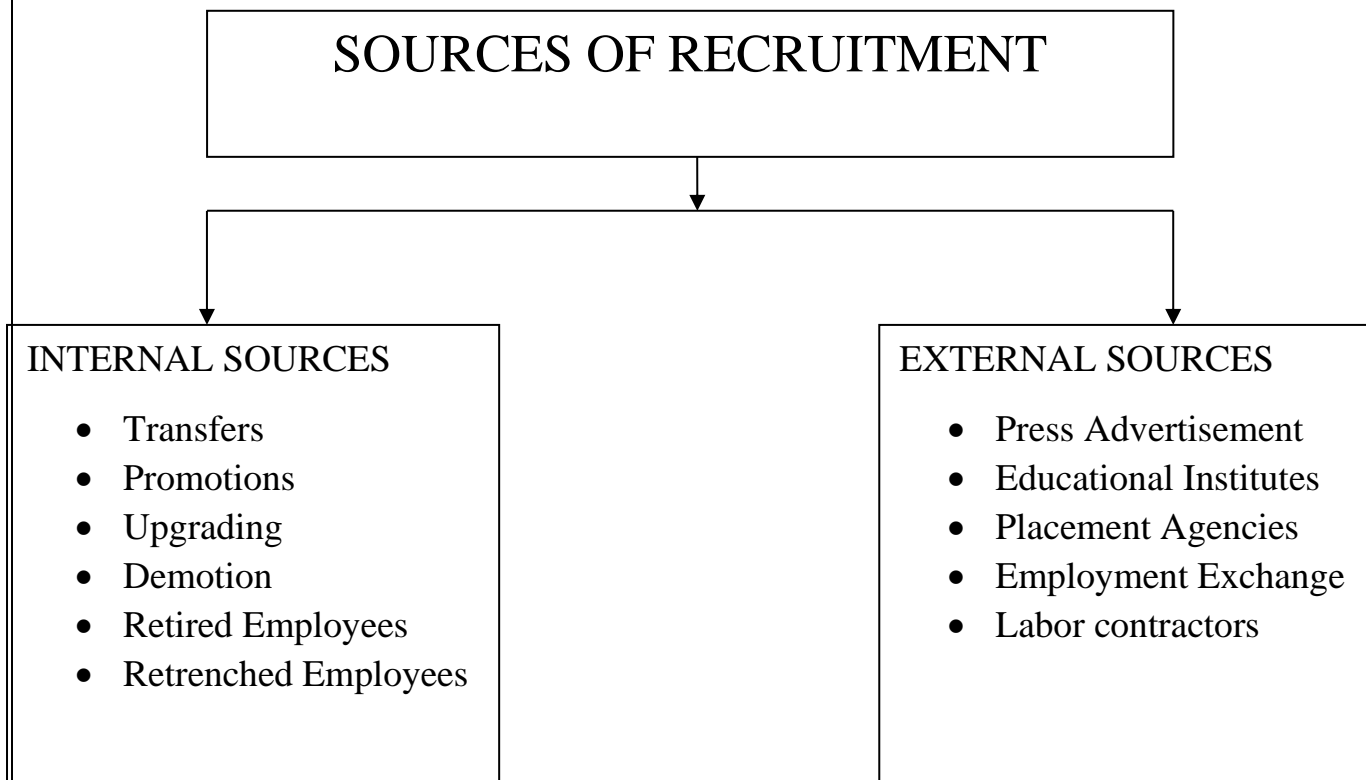 SOURCES OF RECRUITMENT
INTERNAL SOURCES
• Transfers
• Promotions
• Upgrading
• Demotion
• Retired Employees
• Retrenched Employees
EXTERNAL SOURCES
• Press Advertisement
• Educational Institutes
• Placement Agencies
• Employment Exchange
• Labor contractors